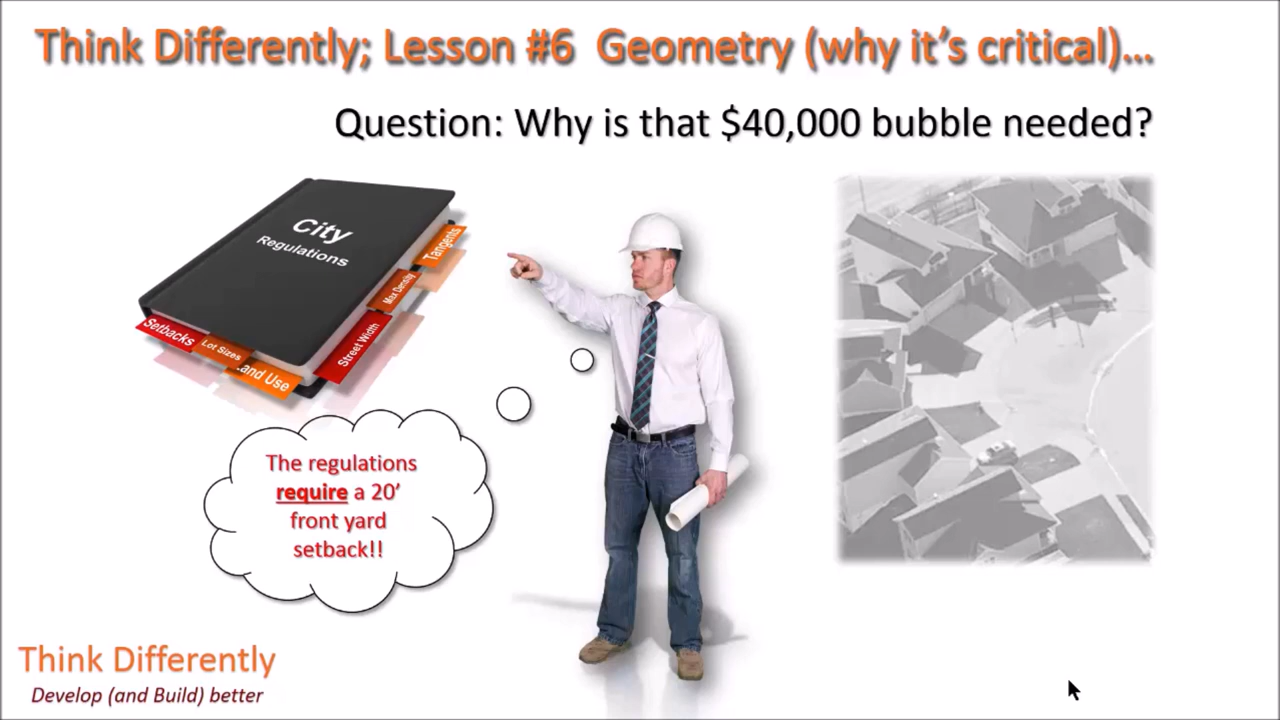 Think Differently; Lesson #6 Geometry (why it's critical)...
Question: Why is that $40,000 bubble needed?
City
Regulations
Tangents
Max Density
Street Width
Setbacks
Lot Sizes
and Use
The regulations
require a 20'
front yard
setback!!
Think Differently
Develop (and Build) better